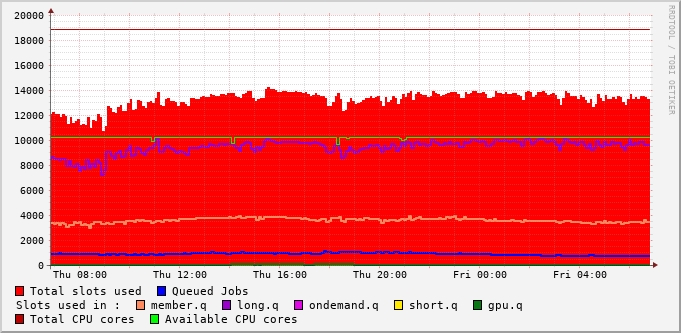 RRDTOOL / TOBI OETIKER
20000
18000
16000
14000
12000
10000
8000
6000
4000
2000
0
Thu 08:00 Thu 12:00 Thu 16:00 Thu 20:00 Fri 00:00 Fri 04:00
Total slots used Queued Jobs
Slots used in : member.q long.q ondemand.q short.q gpu.q
Total CPU cores Available CPU cores